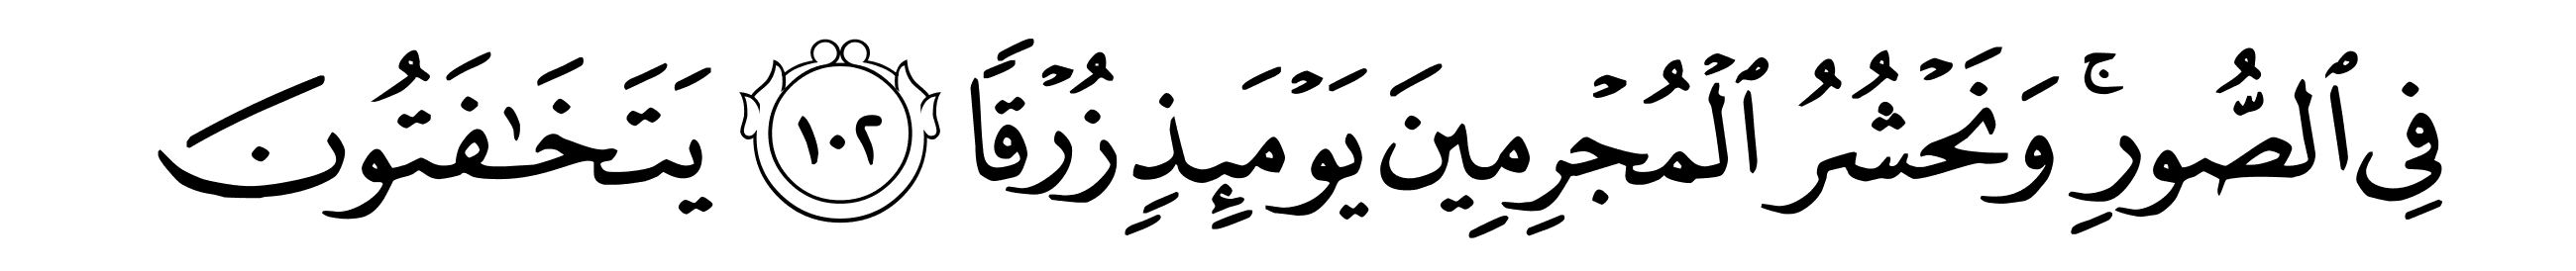 فِى ٱلصُّورِ ۚ وَنَحْشُرُ ٱلْمُجْرِمِينَ يَوْمَئِذٍ زُرْقًا ١٠٢ يَتَخَـٰفَتُونَ